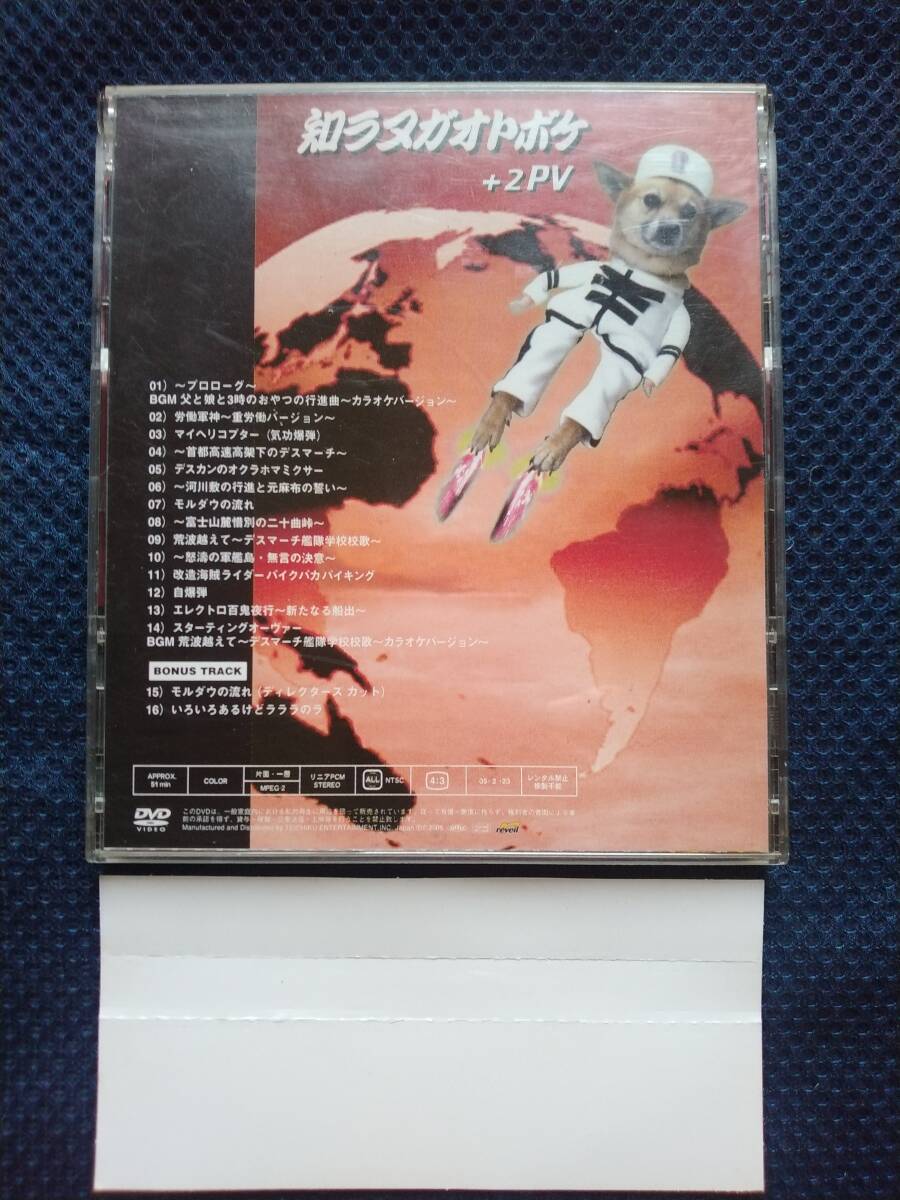 知ラヌガオトボケ
+2PV
01）〜プロローグ〜
BGM 父と娘と3時のおやつの行進曲〜カラオケバージョン〜
02）労働軍神〜重労働バージョン〜
03）マイヘリコプター（気功爆弾）
04）〜首都高速高架下のデスマーチ〜
05）デスカンのオクラホマミクサー
06）〜河川敷の行進と元麻布の誓い〜
07）モルダウの流れ
08）〜富士山麓惜別の二十曲峠〜
09）荒波越えて〜デスマーチ艦隊学校校歌〜
10）〜怒濤の軍艦島・無言の決意〜
11）改造海賊ライダーバイクバカバイキング
12）自爆弾
13）エレクトロ百鬼夜行〜新たなる船出〜
14）スターティングオーヴァー
BGM 荒波越えて〜デスマーチ艦隊学校校歌〜カラオケバージョン〜
BONUS TRACK
15）モルダウの流れ（ディレクターズ カット）
16）いろいろあるけどラララのラ
APPROX. 51 min
COLOR
片面・一層 MPEG-2
リニアPCM STEREO
ALL NTSC
4:3
レンタル禁止 複製不能
DVD VIDEO
Manufactured and Distributed by TEICHIKU ENTERTAINMENT, INC. Japan
reveil